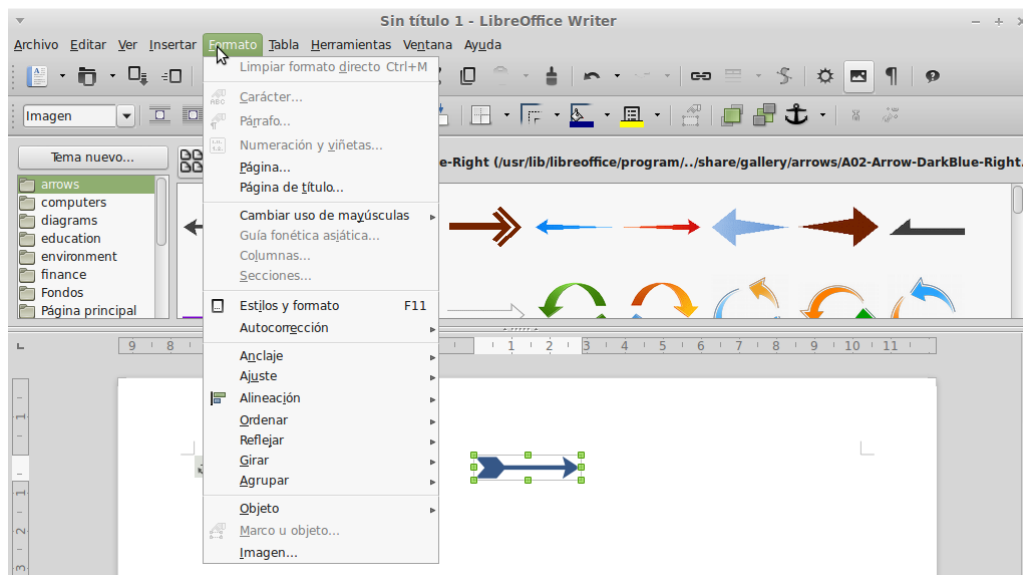 Sin título 1 - LibreOffice Writer
Archivo Editar Ver Insertar Formato Tabla Herramientas Ventana Ayuda
Limpiar formato directo Ctrl+M
Imagen
Carácter...
Párrafo...
Numeración y viñetas...
Página...
Página de título...
Cambiar uso de mayúsculas
Guía fonética asiática...
Columnas...
Secciones...
Estilos y formato F11
Autocorrección
Anclaje
Ajuste
Alineación
Ordenar
Reflejar
Girar
Agrupar
Objeto
Marco u objeto...
Imagen...
Tema nuevo...
e-Right (/usr/lib/libreoffice/program/../share/gallery/arrows/A02-Arrow-DarkBlue-Right.
arrows
computers
diagrams
education
environment
finance
Fondos
Página principal
9 8 1 2 3 4 5 6 7 8 9 10 11
1
1
2
3